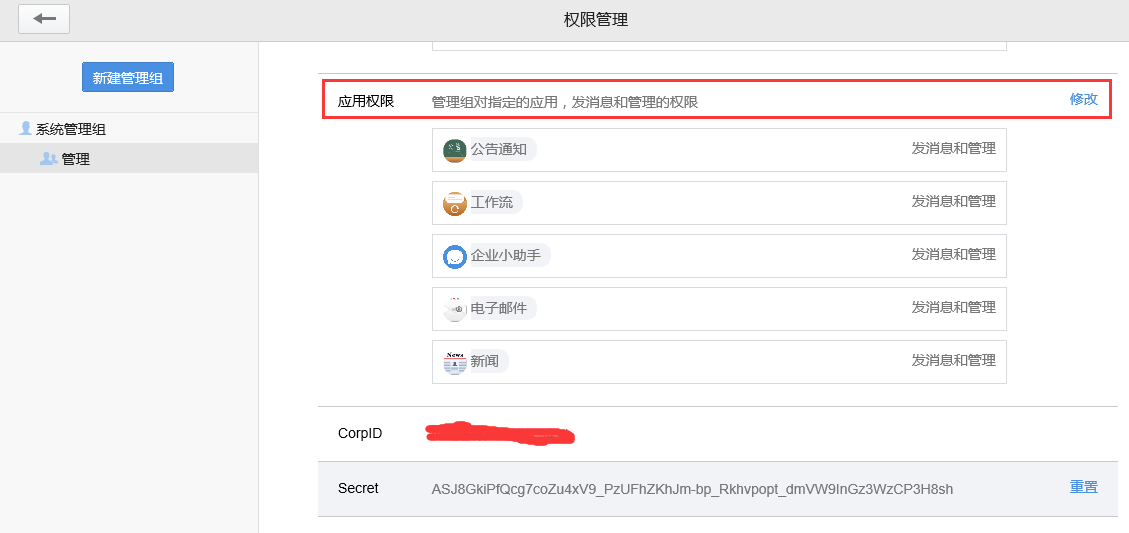 权限管理
新建管理组
系统管理组
管理
应用权限 管理组对指定的应用，发消息和管理的权限 修改
公告通知 发消息和管理
工作流 发消息和管理
企业小助手 发消息和管理
电子邮件 发消息和管理
News
新闻 发消息和管理
CorpID
Secret ASJ8GkiPfQcg7coZu4xV9_PzUFhZKhJm-bp_Rkhvpopt_dmVW9InGz3WzCP3H8sh 重置